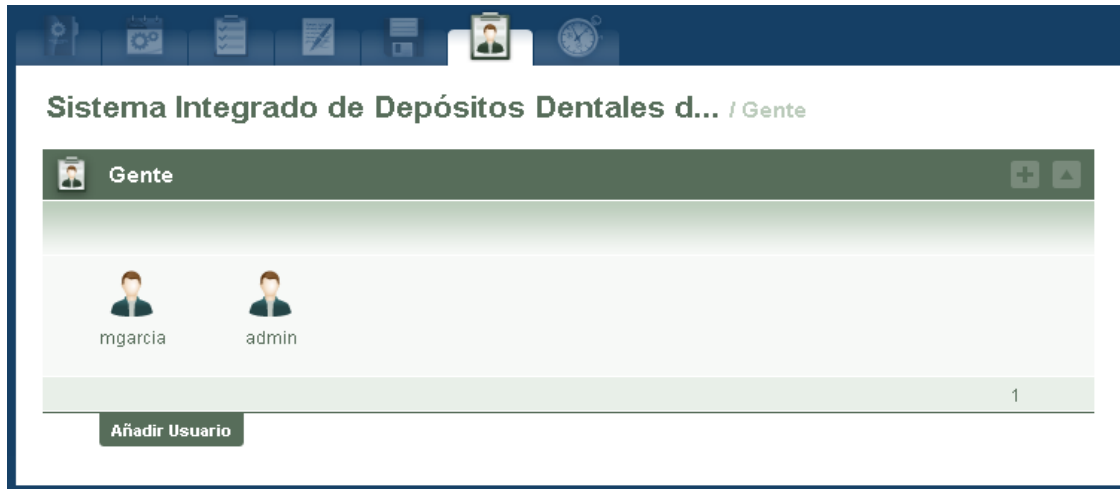 Sistema Integrado de Depósitos Dentales d... / Gente
Gente
mgarcia admin
1
Añadir Usuario